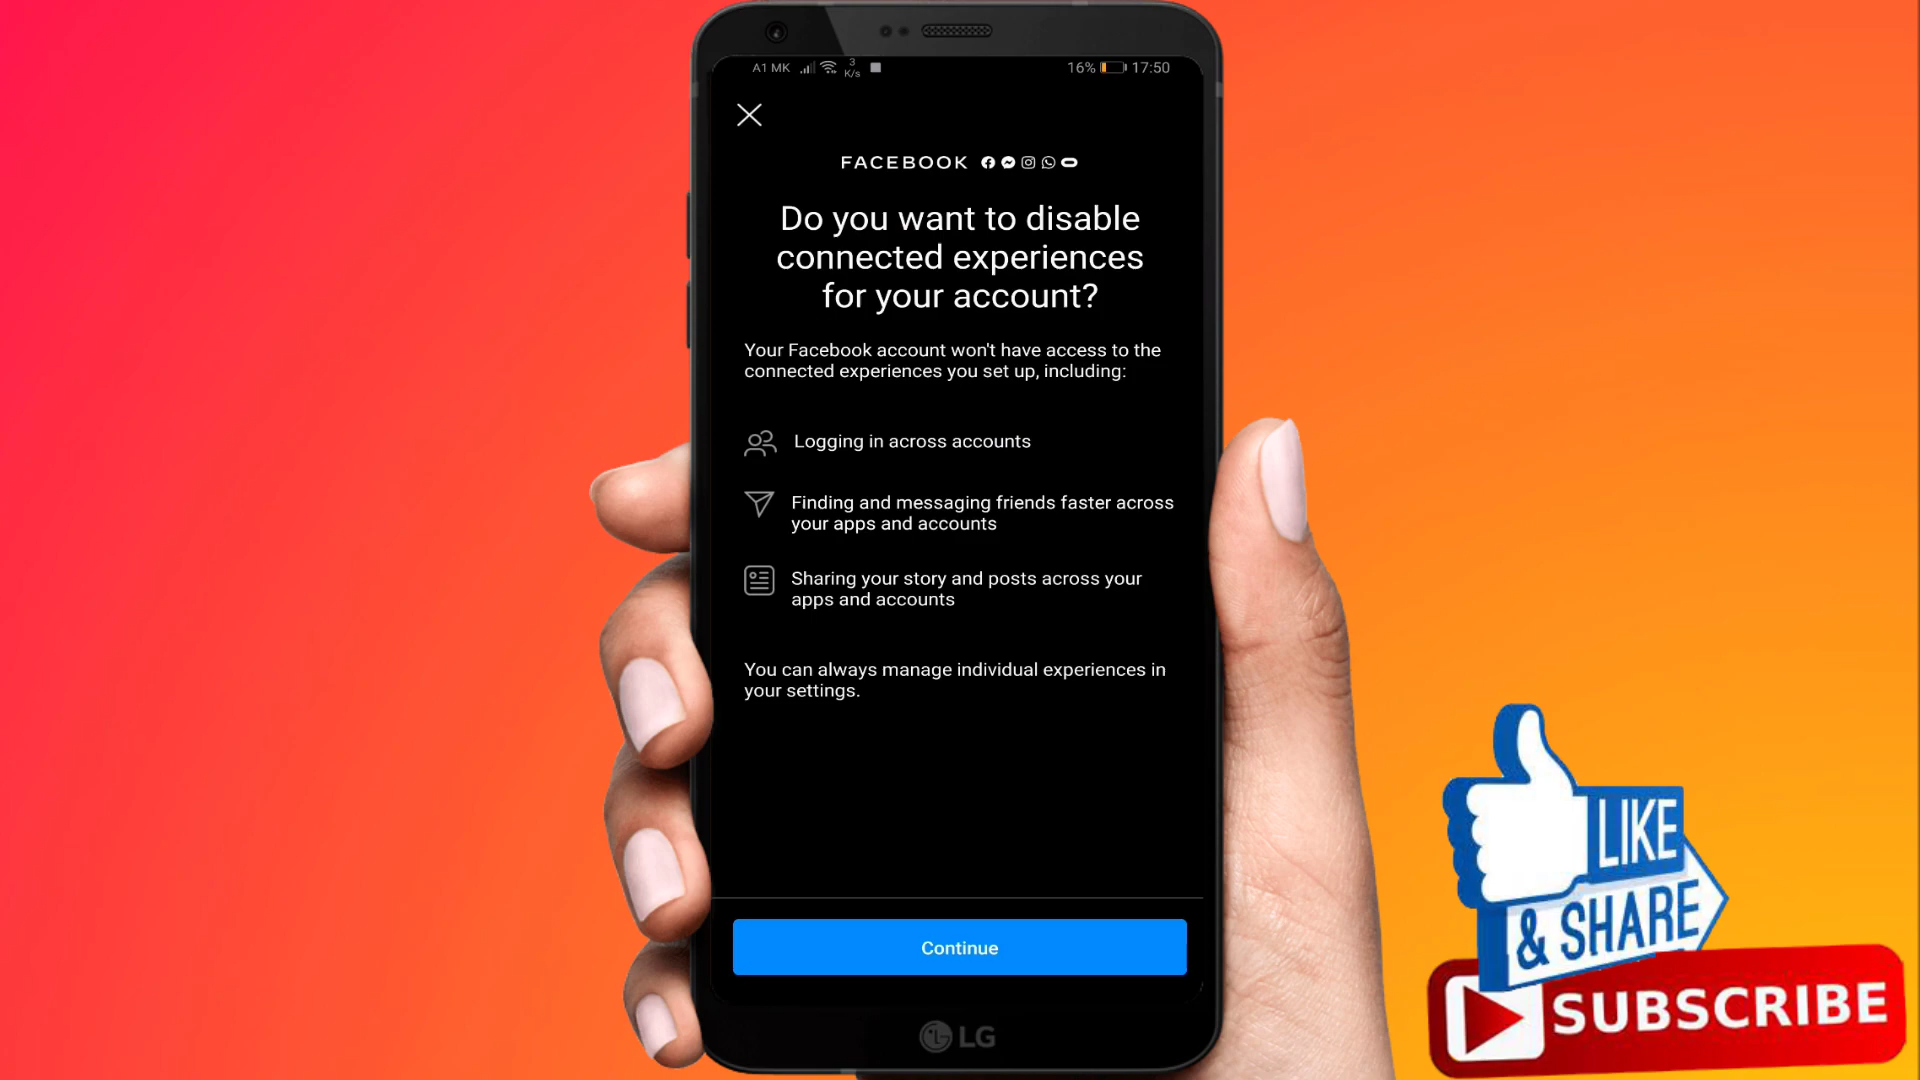 A1 MK
3
K/s
16%
17:50
FACEBOOK
Do you want to disable
connected experiences
for your account?
Your Facebook account won't have access to the
connected experiences you set up, including:
Logging in across accounts
Finding and messaging friends faster across
your apps and accounts
Sharing your story and posts across your
apps and accounts
You can always manage individual experiences in
your settings.
Continue
LG
LIKE
& SHARE
SUBSCRIBE